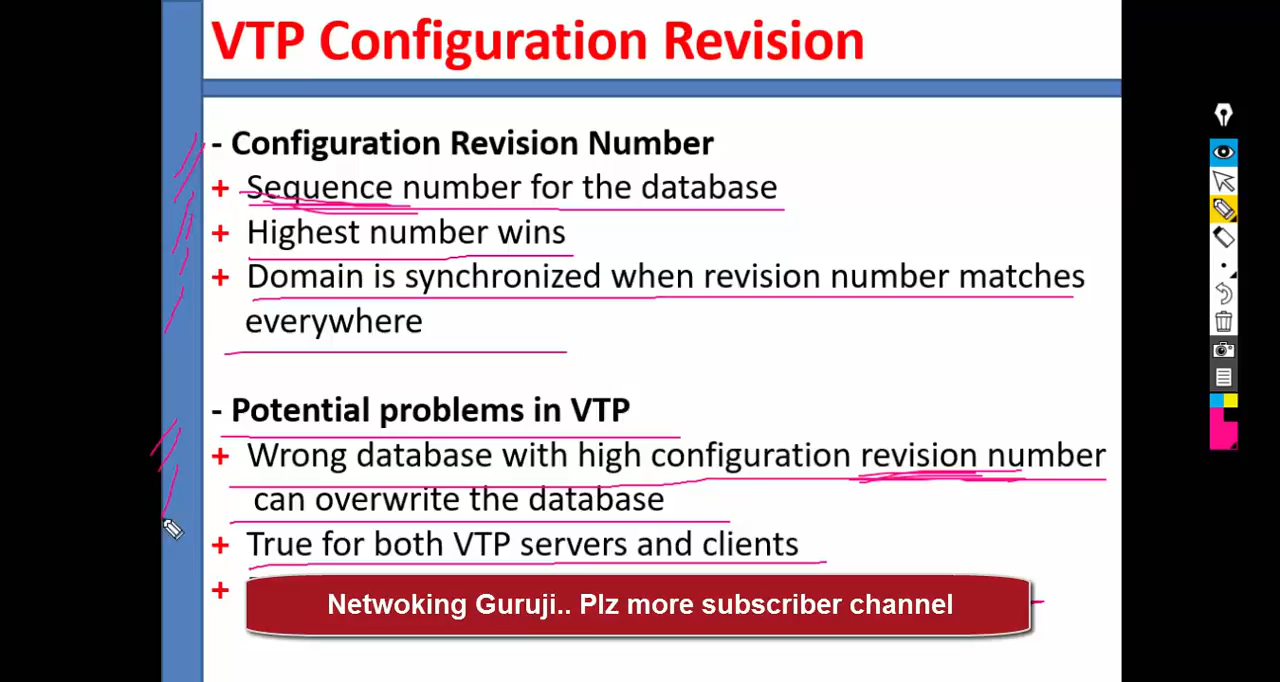 VTP Configuration Revision
- Configuration Revision Number
+ Sequence number for the database
+ Highest number wins
+ Domain is synchronized when revision number matches
everywhere
- Potential problems in VTP
+ Wrong database with high configuration revision number
can overwrite the database
+ True for both VTP servers and clients
+
Netwoking Guruji.. Plz more subscriber channel